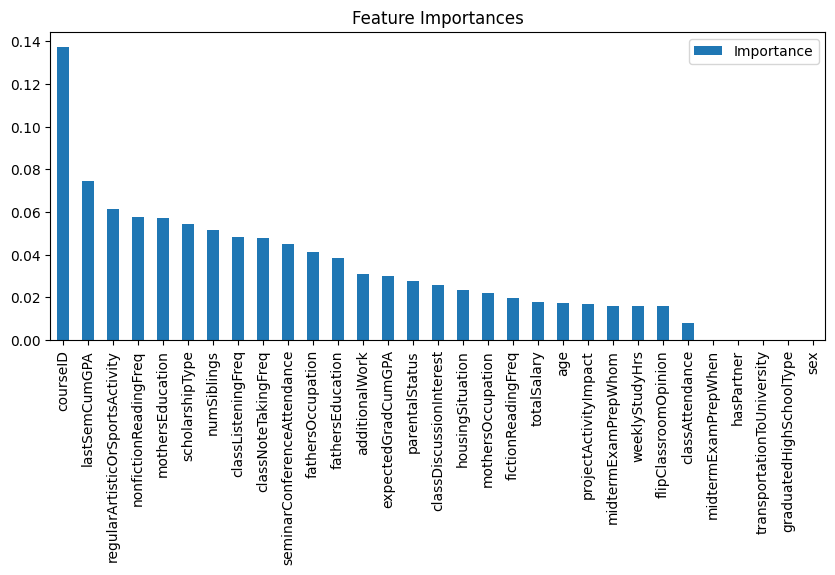 Feature Importances
Importance
0.14
0.12
0.10
0.08
0.06
0.04
0.02
0.00
courseID
lastSemCumGPA
regularArtisticOrSportsActivity
nonfictionReadingFreq
mothersEducation
scholarshipType
numSiblings
classListeningFreq
classNoteTakingFreq
seminarConferenceAttendance
fathersOccupation
fathersEducation
additionalWork
expectedGradCumGPA
parentalStatus
classDiscussionInterest
housingSituation
mothersOccupation
fictionReadingFreq
totalSalary
age
projectActivityImpact
midtermExamPrepWhom
weeklyStudyHrs
flipClassroomOpinion
classAttendance
midtermExamPrepWhen
hasPartner
transportationToUniversity
graduatedHighSchoolType
sex